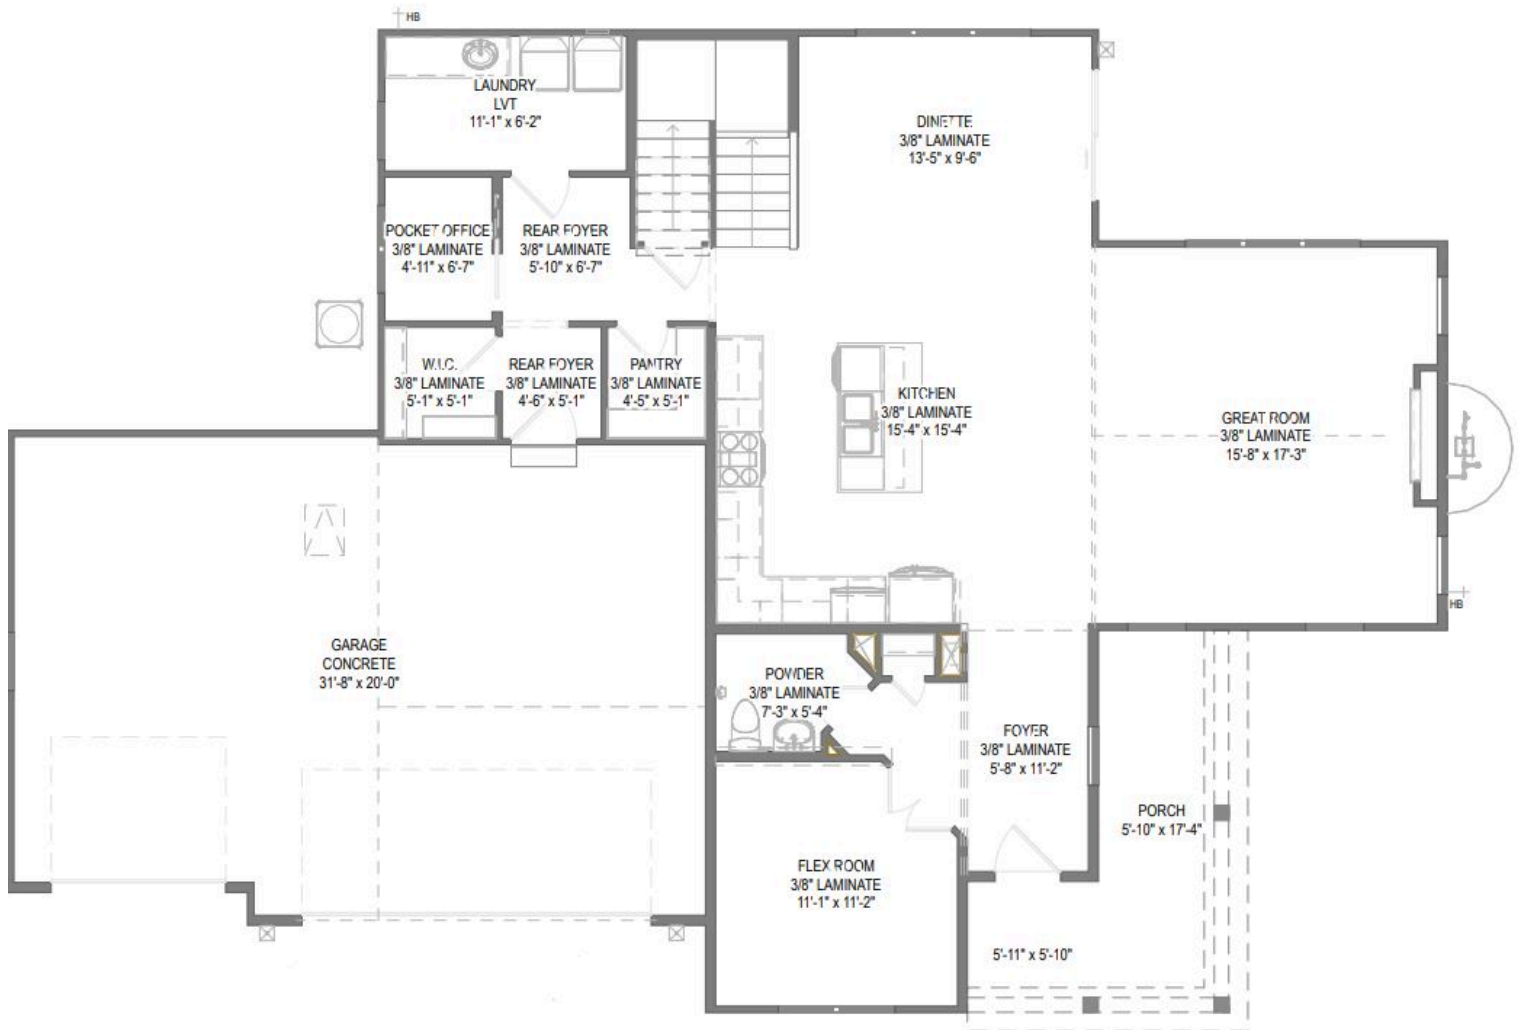 HB
LAUNDRY
LVT
11'-1" x 6'-2"
DINETTE
3/8" LAMINATE
13'-5" x 9'-6"
POCKET OFFICE
3/8" LAMINATE
4'-11" x 6'-7"
REAR FOYER
3/8" LAMINATE
5'-10" x 6'-7"
W.I.C.
3/8" LAMINATE
5'-1" x 5'-1"
REAR FOYER
3/8" LAMINATE
4'-6" x 5'-1"
PANTRY
3/8" LAMINATE
4'-5" x 5'-1"
KITCHEN
3/8" LAMINATE
15'-4" x 15'-4"
GREAT ROOM
3/8" LAMINATE
15'-8" x 17'-3"
HB
GARAGE
CONCRETE
31'-8" x 20'-0"
POWDER
3/8" LAMINATE
7'-3" x 5'-4"
FOYER
3/8" LAMINATE
5'-8" x 11'-2"
PORCH
5'-10" x 17'-4"
FLEX ROOM
3/8" LAMINATE
11'-1" x 11'-2"
5'-11" x 5'-10"